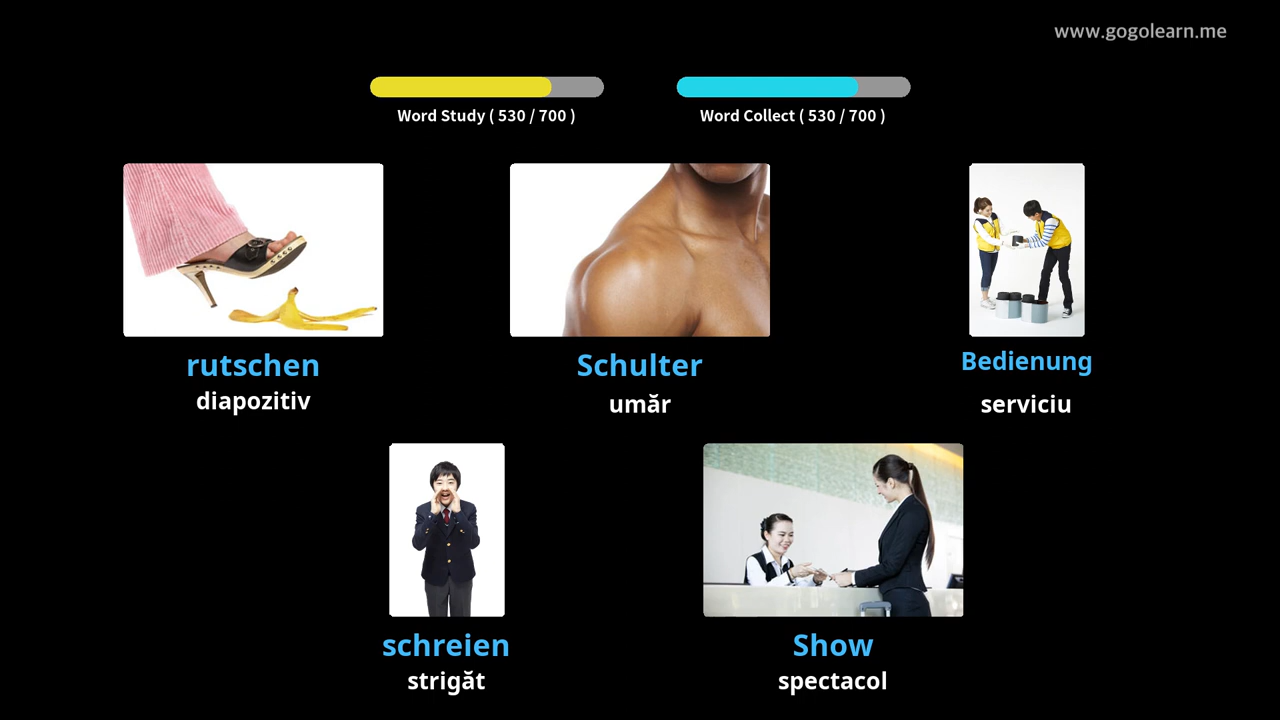 www.gogolearn.me
Word Study ( 530 / 700 )
Word Collect ( 530 / 700 )
rutschen
diapozitiv
Schulter
umăr
Bedienung
serviciu
schreien
strigăt
Show
spectacol